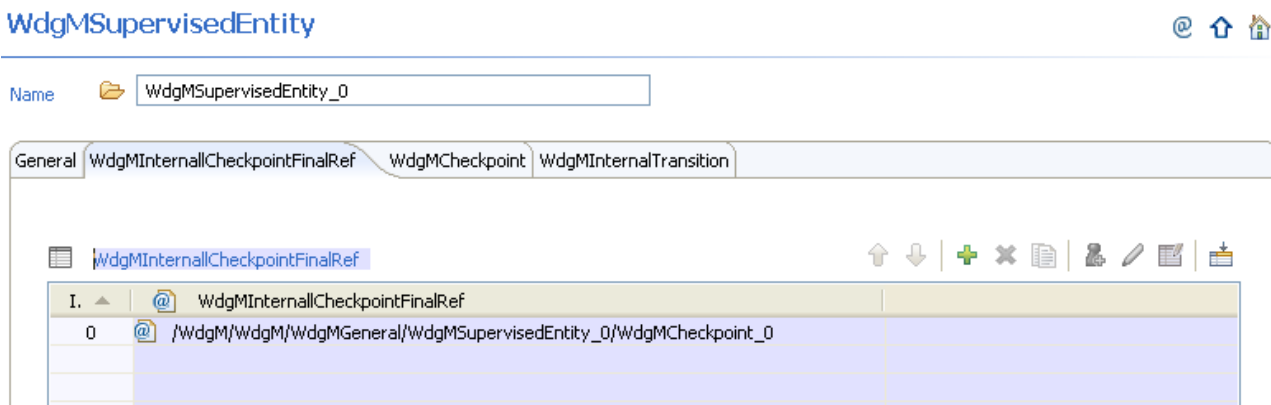 WdgMSupervisedEntity
Name WdgMSupervisedEntity_0
General WdgMInternallCheckpointFinalRef WdgMCheckpoint WdgMInternalTransition
WdgMInternallCheckpointFinalRef
I. WdgMInternallCheckpointFinalRef
0 /WdgM/WdgM/WdgMGeneral/WdgMSupervisedEntity_0/WdgMCheckpoint_0